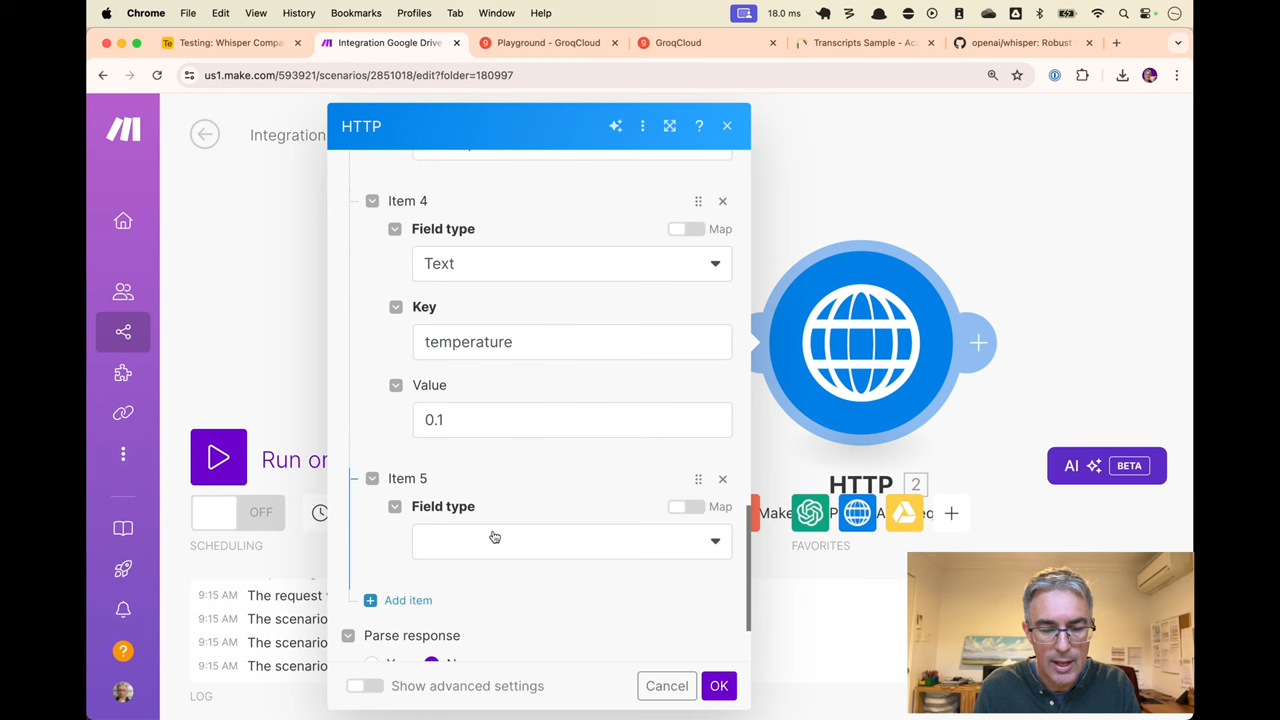 Chrome File Edit View History Bookmarks Profiles Tab Window Help 18.0 ms
Testing: Whisper Compa Integration Google Drive Playground - GroqCloud GroqCloud Transcripts Sample - Ac openai/whisper: Robust
us1.make.com/593921/scenarios/2851018/edit?folder=180997
HTTP
Integration
Item 4
Field type Map
Text
Key
temperature
Value
0.1
Item 5
Field type Map
Add item
Parse response
Show advanced settings
Cancel OK
Run on
OFF
SCHEDULING
9:15 AM The request
9:15 AM The scenario
9:15 AM The scenario
9:15 AM The scenario
LOG
HTTP 2
Make
FAVORITES
AI BETA